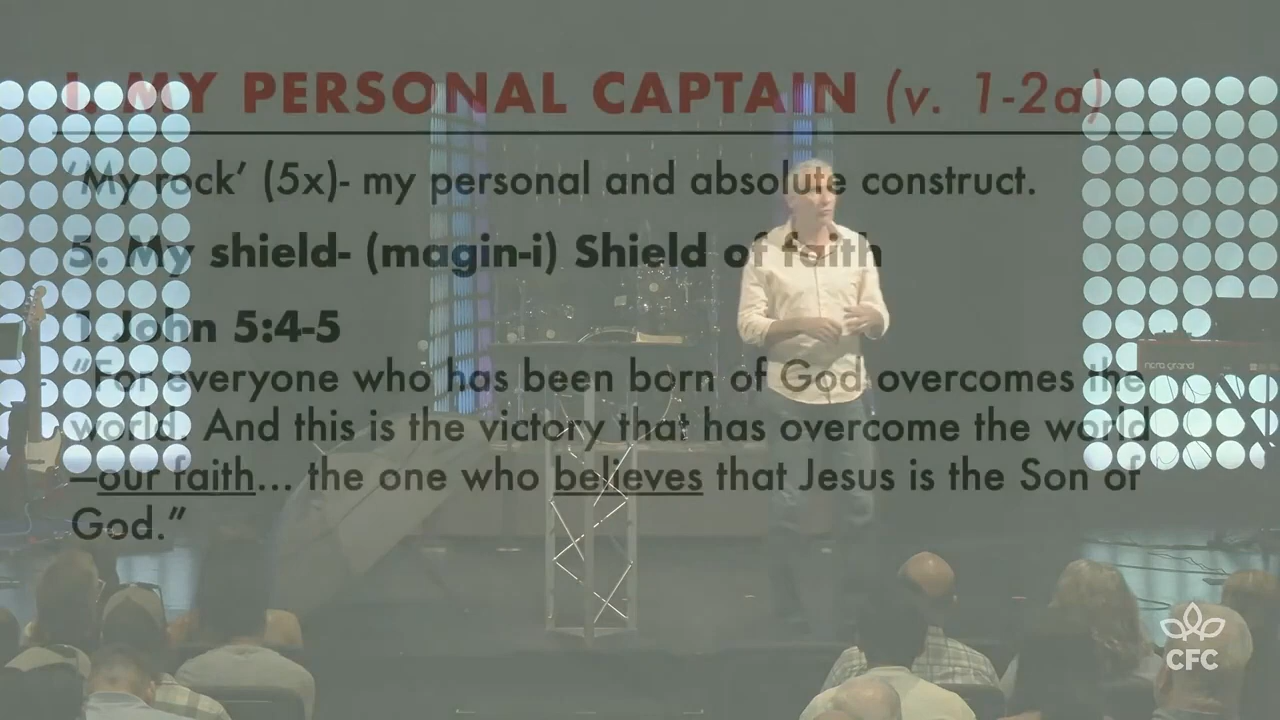 I. MY PERSONAL CAPTAIN (v. 1-2a)
'My rock' (5x)- my personal and absolute construct.
5. My shield- (magin-i) Shield of faith
1 John 5:4-5
"For everyone who has been born of God overcomes the
world. And this is the victory that has overcome the world
—our faith... the one who believes that Jesus is the Son of
God."
nord grand
CFC